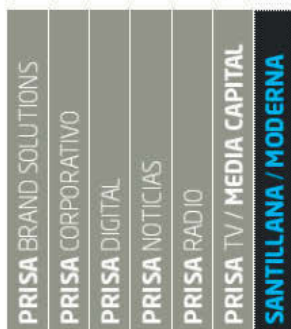 PRISA BRAND SOLUTIONS
PRISA CORPORATIVO
PRISA DIGITAL
PRISA NOTICIAS
PRISA RADIO
PRISA TV / MEDIA CAPITAL
SANTILLANA / MODERNA